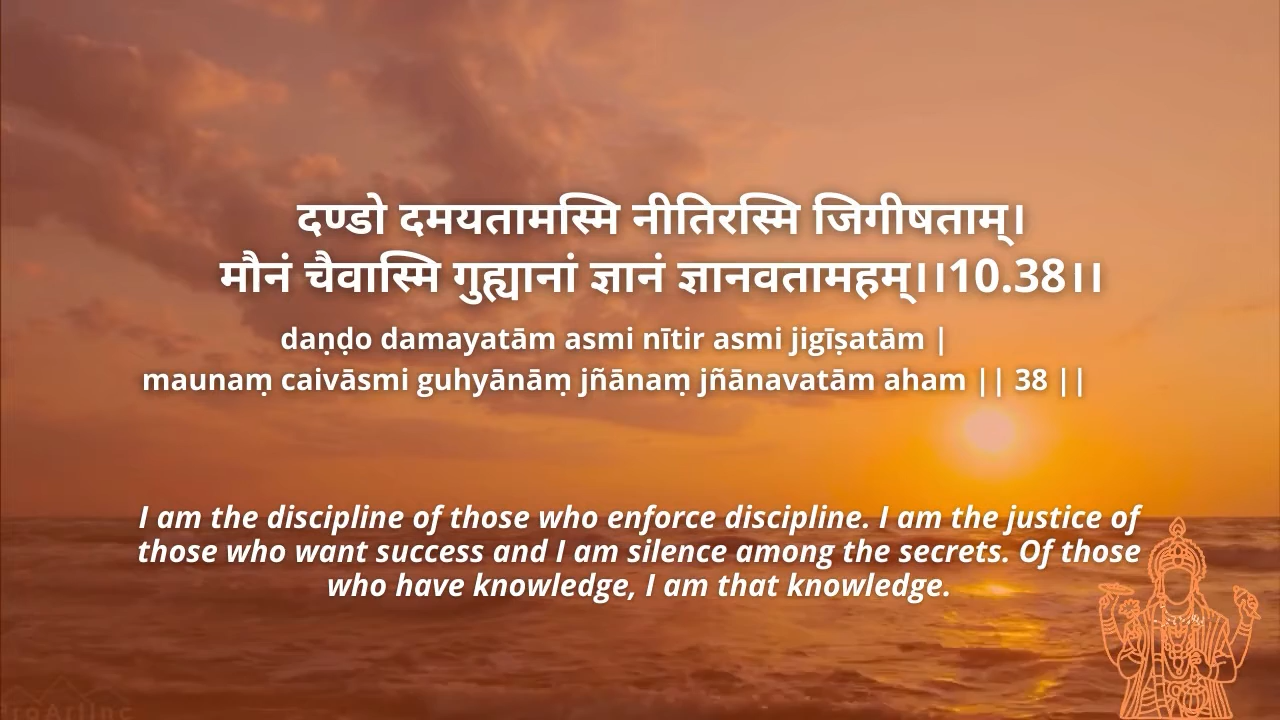 दण्डो दमयतामस्मि नीतिरस्मि जिगीषताम्।
मौनं चैवास्मि गुह्यानां ज्ञानं ज्ञानवतामहम्।।10.38।।
daṇḍo damayatām asmi nītir asmi jigīṣatām |
maunaṃ caivāsmi guhyānāṃ jñānaṃ jñānavatām aham || 38 ||
I am the discipline of those who enforce discipline. I am the justice of
those who want success and I am silence among the secrets. Of those
who have knowledge, I am that knowledge.